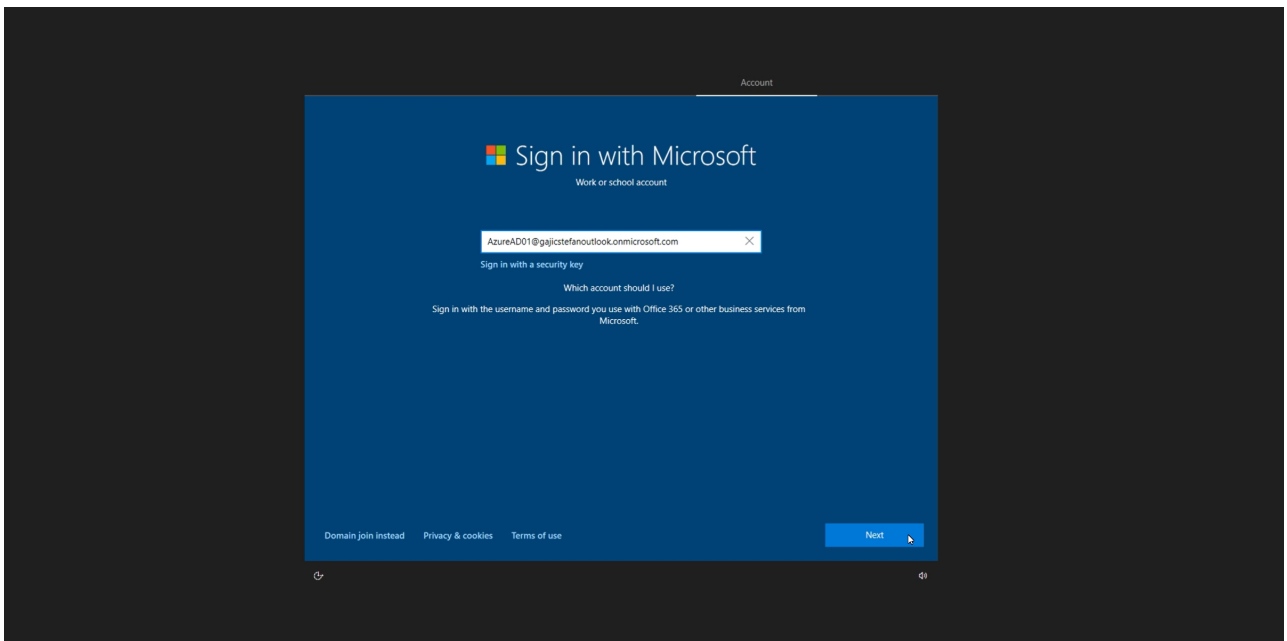 Account
Sign in with Microsoft
Work or school account
AzureAD01@gajicstefanoutlook.onmicrosoft.com
Sign in with a security key
Which account should I use?
Sign in with the username and password you use with Office 365 or other business services from
Microsoft.
Domain join instead Privacy & cookies Terms of use Next